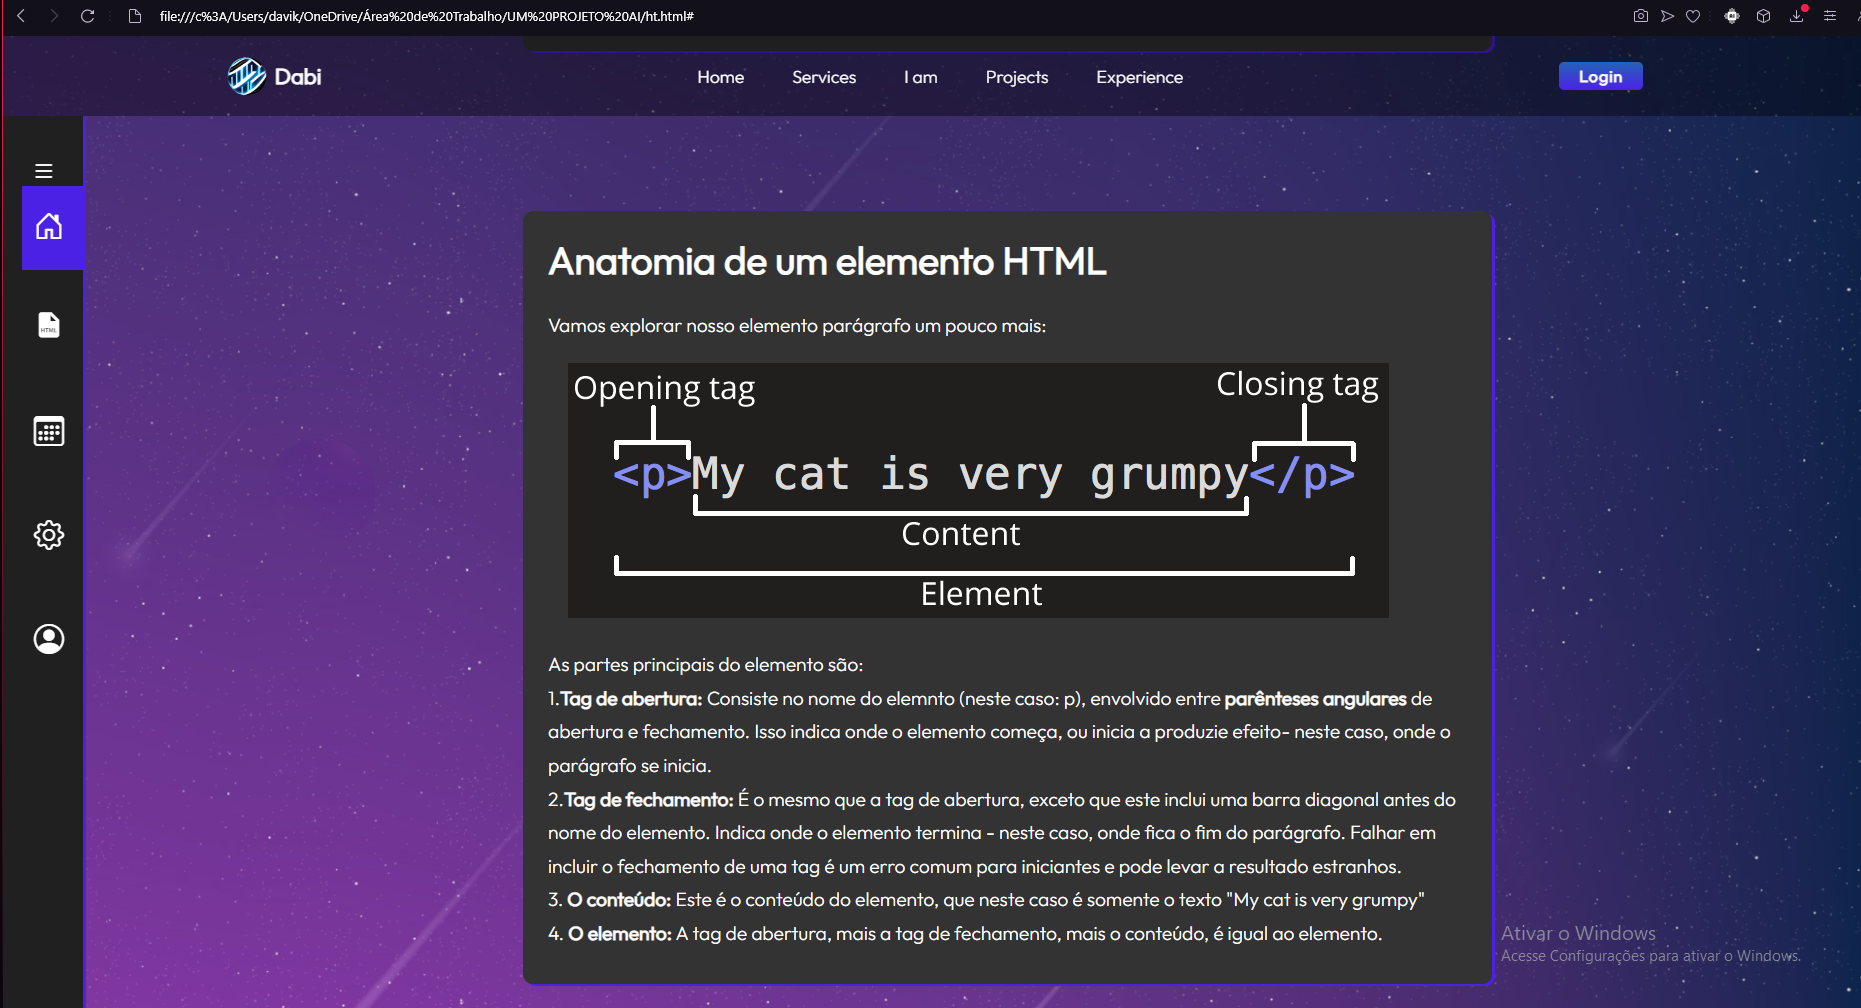 file:///c%3A/Users/davik/OneDrive/Área%20de%20Trabalho/UM%20PROJETO%20AI/ht.html#
Dabi
Home Services I am Projects Experience
Login
HTML
Anatomia de um elemento HTML
Vamos explorar nosso elemento parágrafo um pouco mais:
Opening tag Closing tag
<p>My cat is very grumpy</p>
Content
Element
As partes principais do elemento são:
1.Tag de abertura: Consiste no nome do elemnto (neste caso: p), envolvido entre parênteses angulares de
abertura e fechamento. Isso indica onde o elemento começa, ou inicia a produzie efeito- neste caso, onde o
parágrafo se inicia.
2.Tag de fechamento: É o mesmo que a tag de abertura, exceto que este inclui uma barra diagonal antes do
nome do elemento. Indica onde o elemento termina - neste caso, onde fica o fim do parágrafo. Falhar em
incluir o fechamento de uma tag é um erro comum para iniciantes e pode levar a resultado estranhos.
3. O conteúdo: Este é o conteúdo do elemento, que neste caso é somente o texto "My cat is very grumpy"
4. O elemento: A tag de abertura, mais a tag de fechamento, mais o conteúdo, é igual ao elemento.
Ativar o Windows
Acesse Configurações para ativar o Windows.